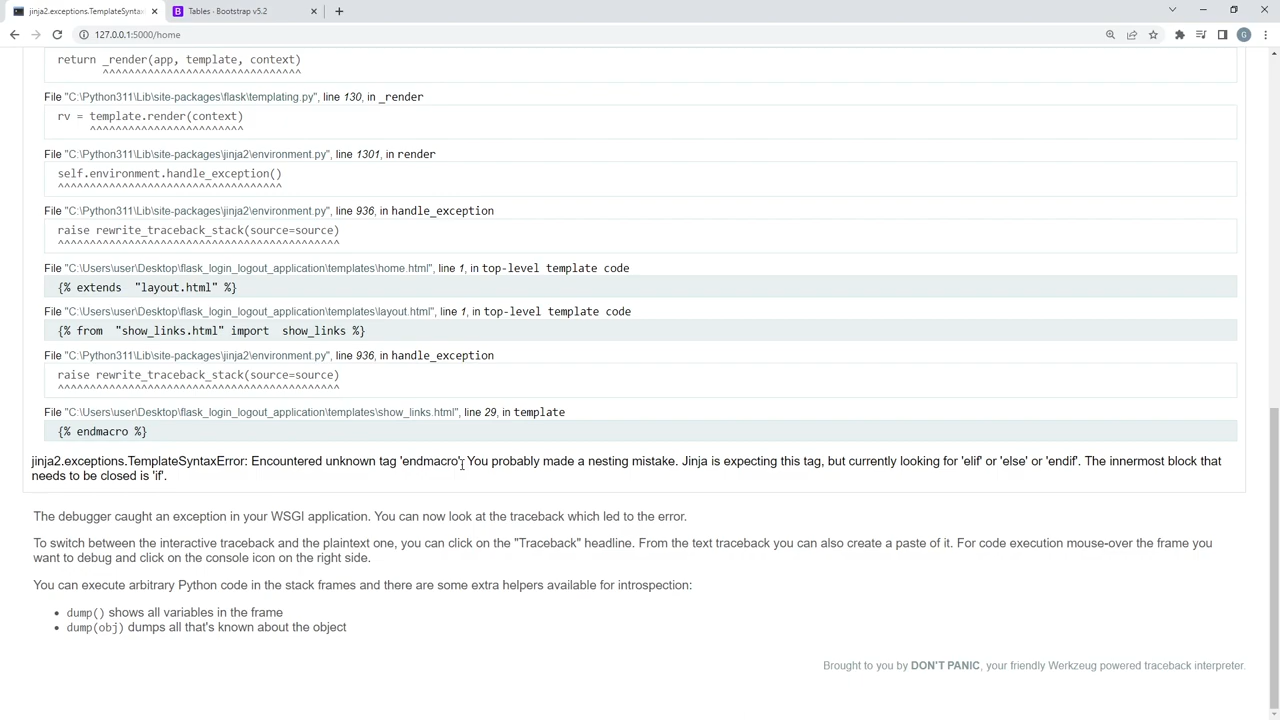 jinja2.exceptions.TemplateSyntax
Tables · Bootstrap v5.2
127.0.0.1:5000/home
G
return _render(app, template, context)
^^^^^^^^^^^^^^^^^^^^^^^^^^^^^^^
File "C:\Python311\Lib\site-packages\flask\templating.py", line 130, in _render
rv = template.render(context)
^^^^^^^^^^^^^^^^^^^^^^^^
File "C:\Python311\Lib\site-packages\jinja2\environment.py", line 1301, in render
self.environment.handle_exception()
^^^^^^^^^^^^^^^^^^^^^^^^^^^^^^^^^^^
File "C:\Python311\Lib\site-packages\jinja2\environment.py", line 936, in handle_exception
raise rewrite_traceback_stack(source=source)
^^^^^^^^^^^^^^^^^^^^^^^^^^^^^^^^^^^^^^^^^^^^
File "C:\Users\user\Desktop\flask_login_logout_application\templates\home.html", line 1, in top-level template code
{% extends  "layout.html" %}
File "C:\Users\user\Desktop\flask_login_logout_application\templates\layout.html", line 1, in top-level template code
{% from  "show_links.html" import  show_links %}
File "C:\Python311\Lib\site-packages\jinja2\environment.py", line 936, in handle_exception
raise rewrite_traceback_stack(source=source)
^^^^^^^^^^^^^^^^^^^^^^^^^^^^^^^^^^^^^^^^^^^^
File "C:\Users\user\Desktop\flask_login_logout_application\templates\show_links.html", line 29, in template
{% endmacro %}
jinja2.exceptions.TemplateSyntaxError: Encountered unknown tag 'endmacro'. You probably made a nesting mistake. Jinja is expecting this tag, but currently looking for 'elif' or 'else' or 'endif'. The innermost block that
needs to be closed is 'if'.
The debugger caught an exception in your WSGI application. You can now look at the traceback which led to the error.
To switch between the interactive traceback and the plaintext one, you can click on the "Traceback" headline. From the text traceback you can also create a paste of it. For code execution mouse-over the frame you
want to debug and click on the console icon on the right side.
You can execute arbitrary Python code in the stack frames and there are some extra helpers available for introspection:
• dump() shows all variables in the frame
• dump(obj) dumps all that's known about the object
Brought to you by DON'T PANIC, your friendly Werkzeug powered traceback interpreter.